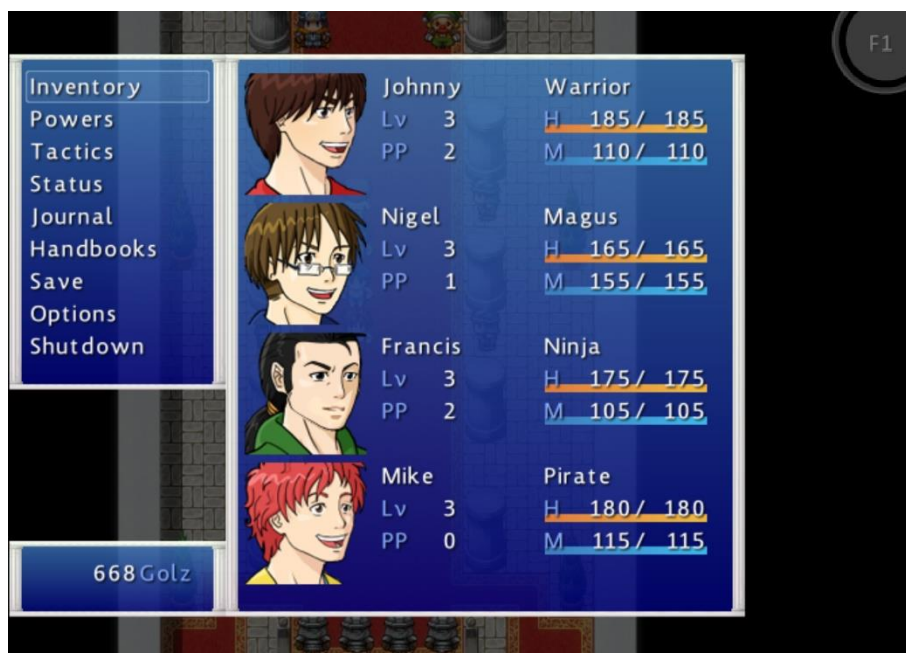 Inventory
Powers
Tactics
Status
Journal
Handbooks
Save
Options
Shutdown
668 Golz
Johnny Warrior
Lv 3 H 185/ 185
PP 2 M 110/ 110
Nigel Magus
Lv 3 H 165/ 165
PP 1 M 155/ 155
Francis Ninja
Lv 3 H 175/ 175
PP 2 M 105/ 105
Mike Pirate
Lv 3 H 180/ 180
PP 0 M 115/ 115
F1